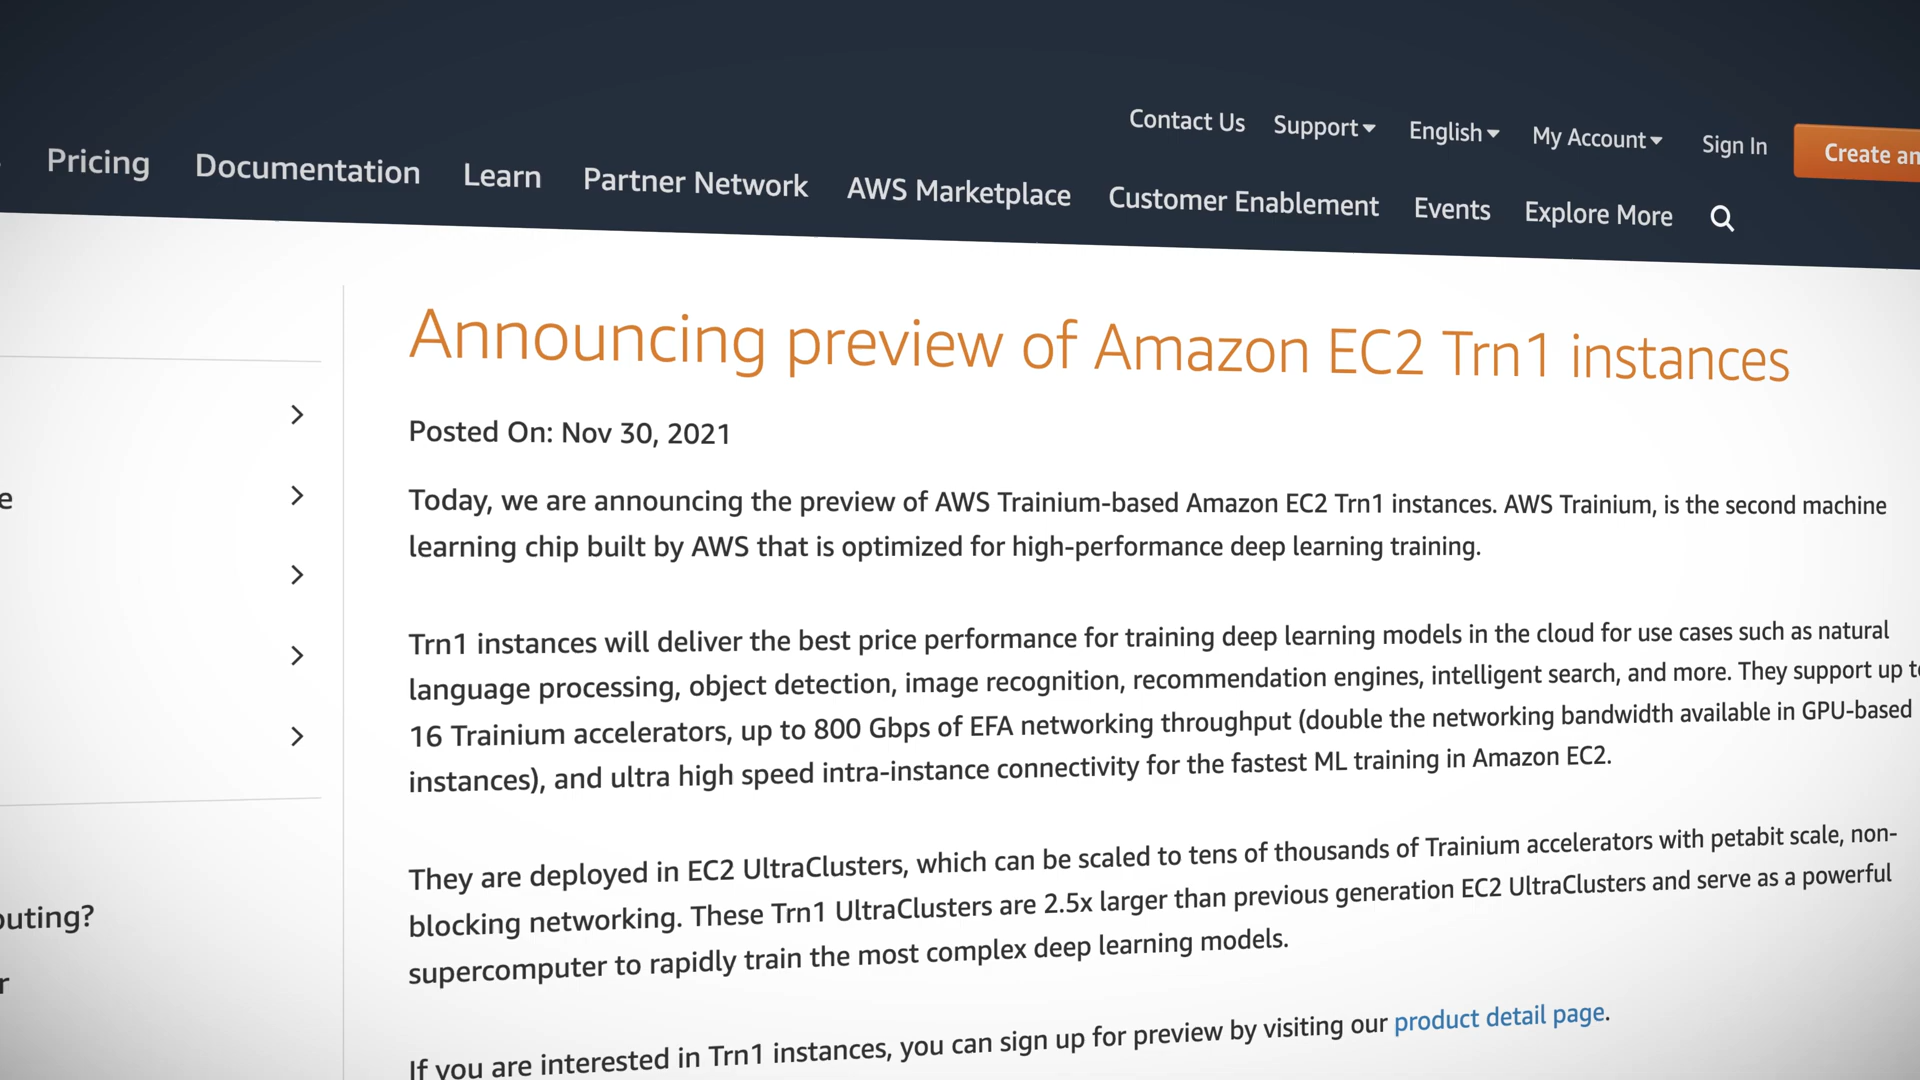 Contact Us Support English My Account Sign In Create an
Pricing Documentation Learn Partner Network AWS Marketplace Customer Enablement Events Explore More
Announcing preview of Amazon EC2 Trn1 instances
Posted On: Nov 30, 2021
Today, we are announcing the preview of AWS Trainium-based Amazon EC2 Trn1 instances. AWS Trainium, is the second machine
learning chip built by AWS that is optimized for high-performance deep learning training.
Trn1 instances will deliver the best price performance for training deep learning models in the cloud for use cases such as natural
language processing, object detection, image recognition, recommendation engines, intelligent search, and more. They support up to
16 Trainium accelerators, up to 800 Gbps of EFA networking throughput (double the networking bandwidth available in GPU-based
instances), and ultra high speed intra-instance connectivity for the fastest ML training in Amazon EC2.
They are deployed in EC2 UltraClusters, which can be scaled to tens of thousands of Trainium accelerators with petabit scale, non-
blocking networking. These Trn1 UltraClusters are 2.5x larger than previous generation EC2 UltraClusters and serve as a powerful
supercomputer to rapidly train the most complex deep learning models.
If you are interested in Trn1 instances, you can sign up for preview by visiting our product detail page.